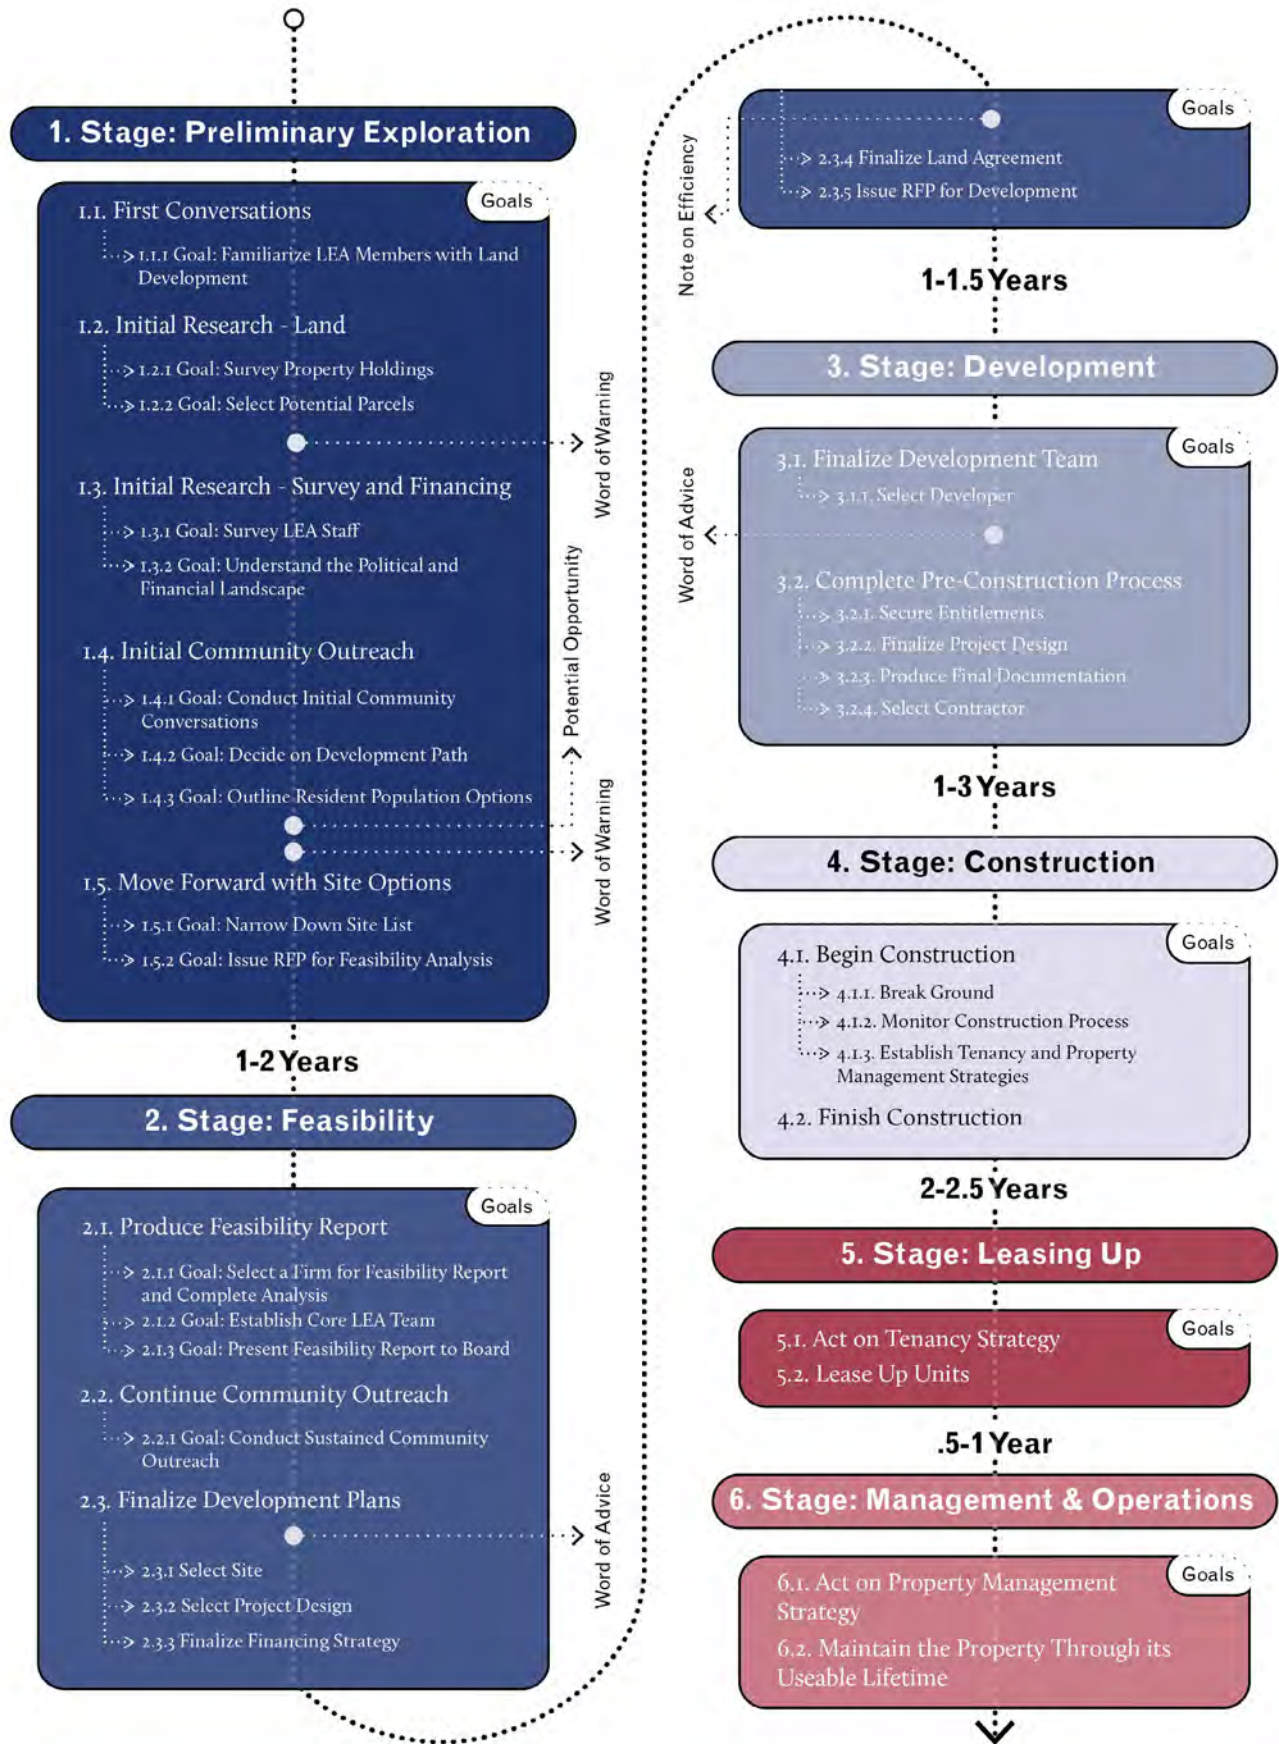 1. Stage: Preliminary Exploration
Goals
1.1. First Conversations
1.1.1 Goal: Familiarize LEA Members with Land
Development
1.2. Initial Research - Land
1.2.1 Goal: Survey Property Holdings
1.2.2 Goal: Select Potential Parcels
Word of Warning
1.3. Initial Research - Survey and Financing
1.3.1 Goal: Survey LEA Staff
1.3.2 Goal: Understand the Political and
Financial Landscape
1.4. Initial Community Outreach
1.4.1 Goal: Conduct Initial Community
Conversations
1.4.2 Goal: Decide on Development Path
1.4.3 Goal: Outline Resident Population Options
Potential Opportunity
Word of Warning
1.5. Move Forward with Site Options
1.5.1 Goal: Narrow Down Site List
1.5.2 Goal: Issue RFP for Feasibility Analysis
1-2 Years
2. Stage: Feasibility
Goals
2.1. Produce Feasibility Report
2.1.1 Goal: Select a Firm for Feasibility Report
and Complete Analysis
2.1.2 Goal: Establish Core LEA Team
2.1.3 Goal: Present Feasibility Report to Board
2.2. Continue Community Outreach
2.2.1 Goal: Conduct Sustained Community
Outreach
2.3. Finalize Development Plans
Word of Advice
2.3.1 Select Site
2.3.2 Select Project Design
2.3.3 Finalize Financing Strategy
Goals
Note on Efficiency
2.3.4 Finalize Land Agreement
2.3.5 Issue RFP for Development
1-1.5 Years
3. Stage: Development
Goals
3.1. Finalize Development Team
3.1.1. Select Developer
Word of Advice
3.2. Complete Pre-Construction Process
3.2.1. Secure Entitlements
3.2.2. Finalize Project Design
3.2.3. Produce Final Documentation
3.2.4. Select Contractor
1-3 Years
4. Stage: Construction
Goals
4.1. Begin Construction
4.1.1. Break Ground
4.1.2. Monitor Construction Process
4.1.3. Establish Tenancy and Property
Management Strategies
4.2. Finish Construction
2-2.5 Years
5. Stage: Leasing Up
Goals
5.1. Act on Tenancy Strategy
5.2. Lease Up Units
.5-1 Year
6. Stage: Management & Operations
Goals
6.1. Act on Property Management
Strategy
6.2. Maintain the Property Through its
Useable Lifetime